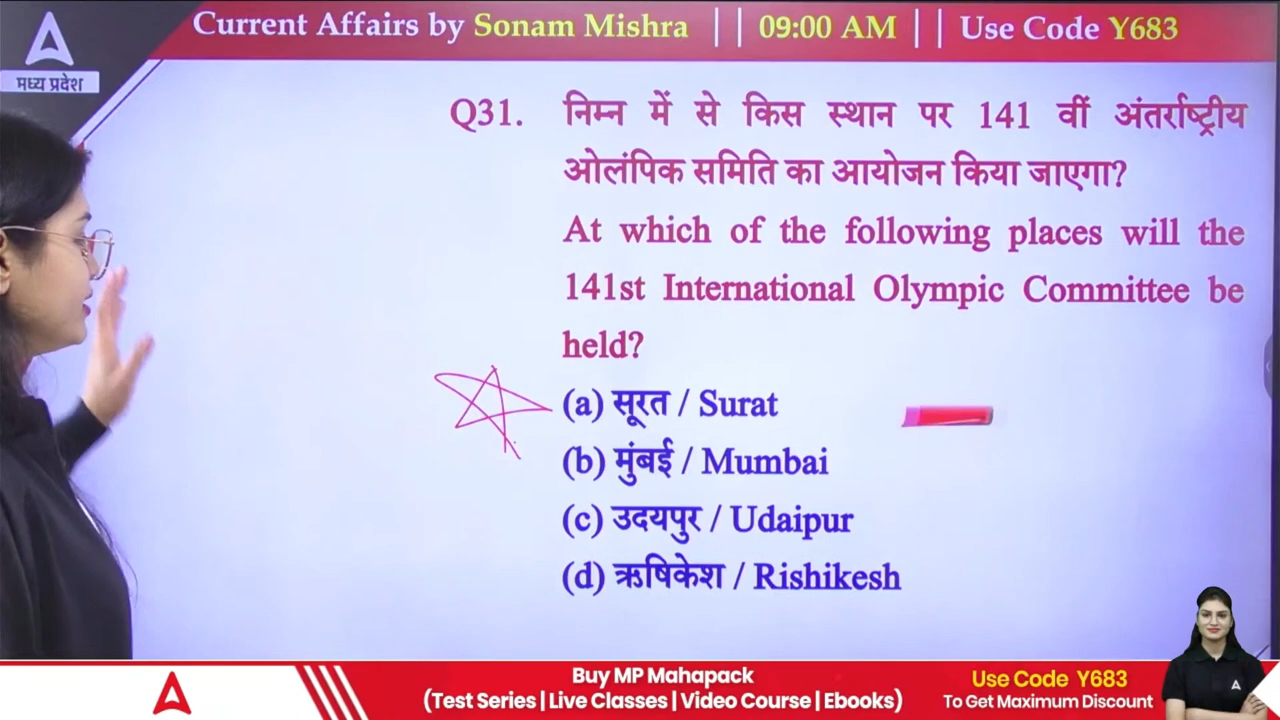 Current Affairs by Sonam Mishra || 09:00 AM || Use Code Y683
मध्य प्रदेश
Q31. निम्न में से किस स्थान पर 141 वीं अंतर्राष्ट्रीय
ओलंपिक समिति का आयोजन किया जाएगा?
At which of the following places will the
141st International Olympic Committee be
held?
(a) सूरत / Surat
(b) मुंबई / Mumbai
(c) उदयपुर / Udaipur
(d) ऋषिकेश / Rishikesh
Buy MP Mahapack
(Test Series | Live Classes | Video Course | Ebooks)
Use Code Y683
To Get Maximum Discount